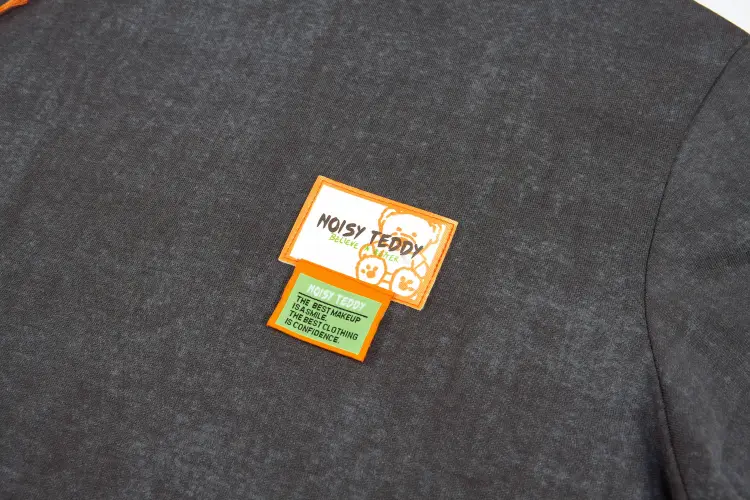 NOISY TEDDY
BELIEVE
NOISY TEDDY
THE BEST MAKEUP
IS A SMILE.
THE BEST CLOTHING
IS CONFIDENCE.